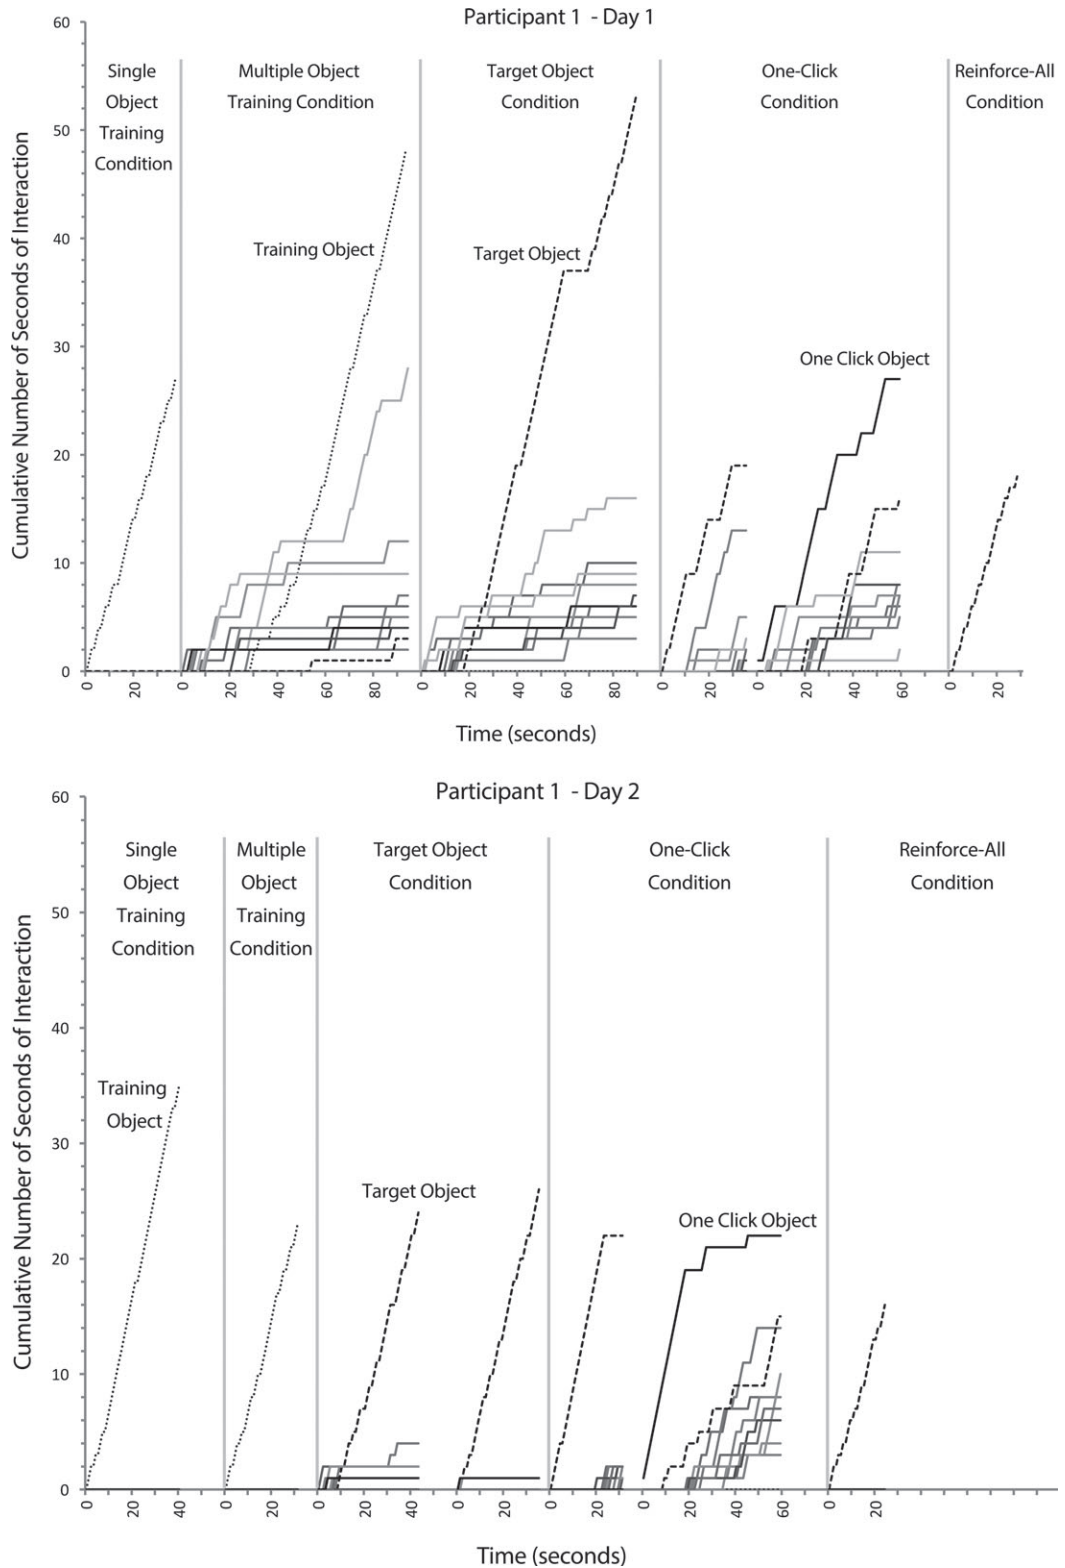 Participant 1 - Day 1
60
50
40
30
20
10
0
Cumulative Number of Seconds of Interaction
Single
Object
Training
Condition
Multiple Object
Training Condition
Target Object
Condition
One-Click
Condition
Reinforce-All
Condition
Training Object
Target Object
One Click Object
0 0 20 40 60 80 0 20 40 60 80 0 20 0 20 40 60 0 20
Time (seconds)
Participant 1 - Day 2
60
50
40
30
20
10
0
Cumulative Number of Seconds of Interaction
Single
Object
Training
Condition
Multiple
Object
Training
Condition
Target Object
Condition
One-Click
Condition
Reinforce-All
Condition
Training
Object
Target Object
One Click Object
0 20 40 0 20 0 20 40 0 20 0 20 0 20 40 60 0 20
Time (seconds)